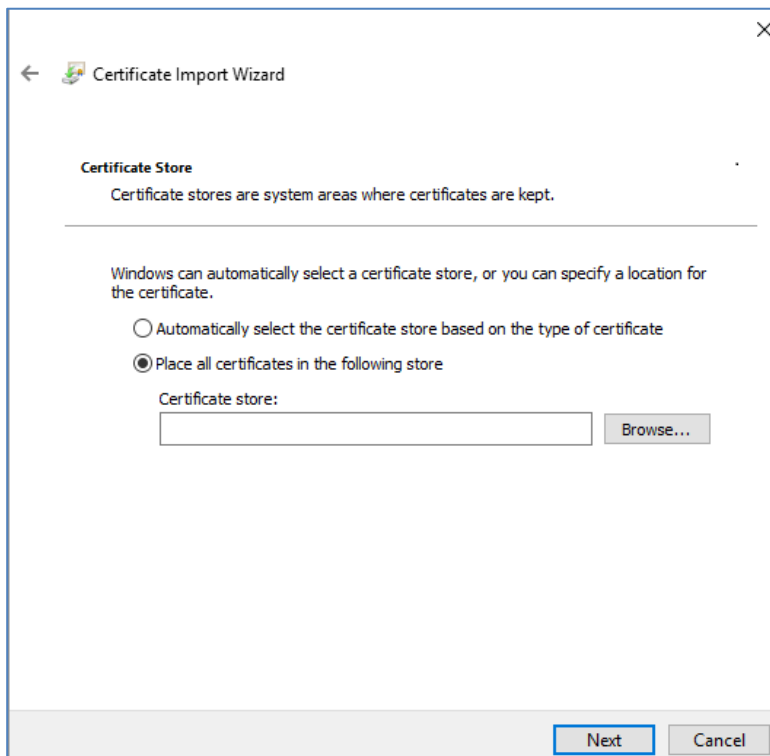 Certificate Import Wizard
Certificate Store
Certificate stores are system areas where certificates are kept.
Windows can automatically select a certificate store, or you can specify a location for
the certificate.
Automatically select the certificate store based on the type of certificate
Place all certificates in the following store
Certificate store:
Browse...
Next
Cancel